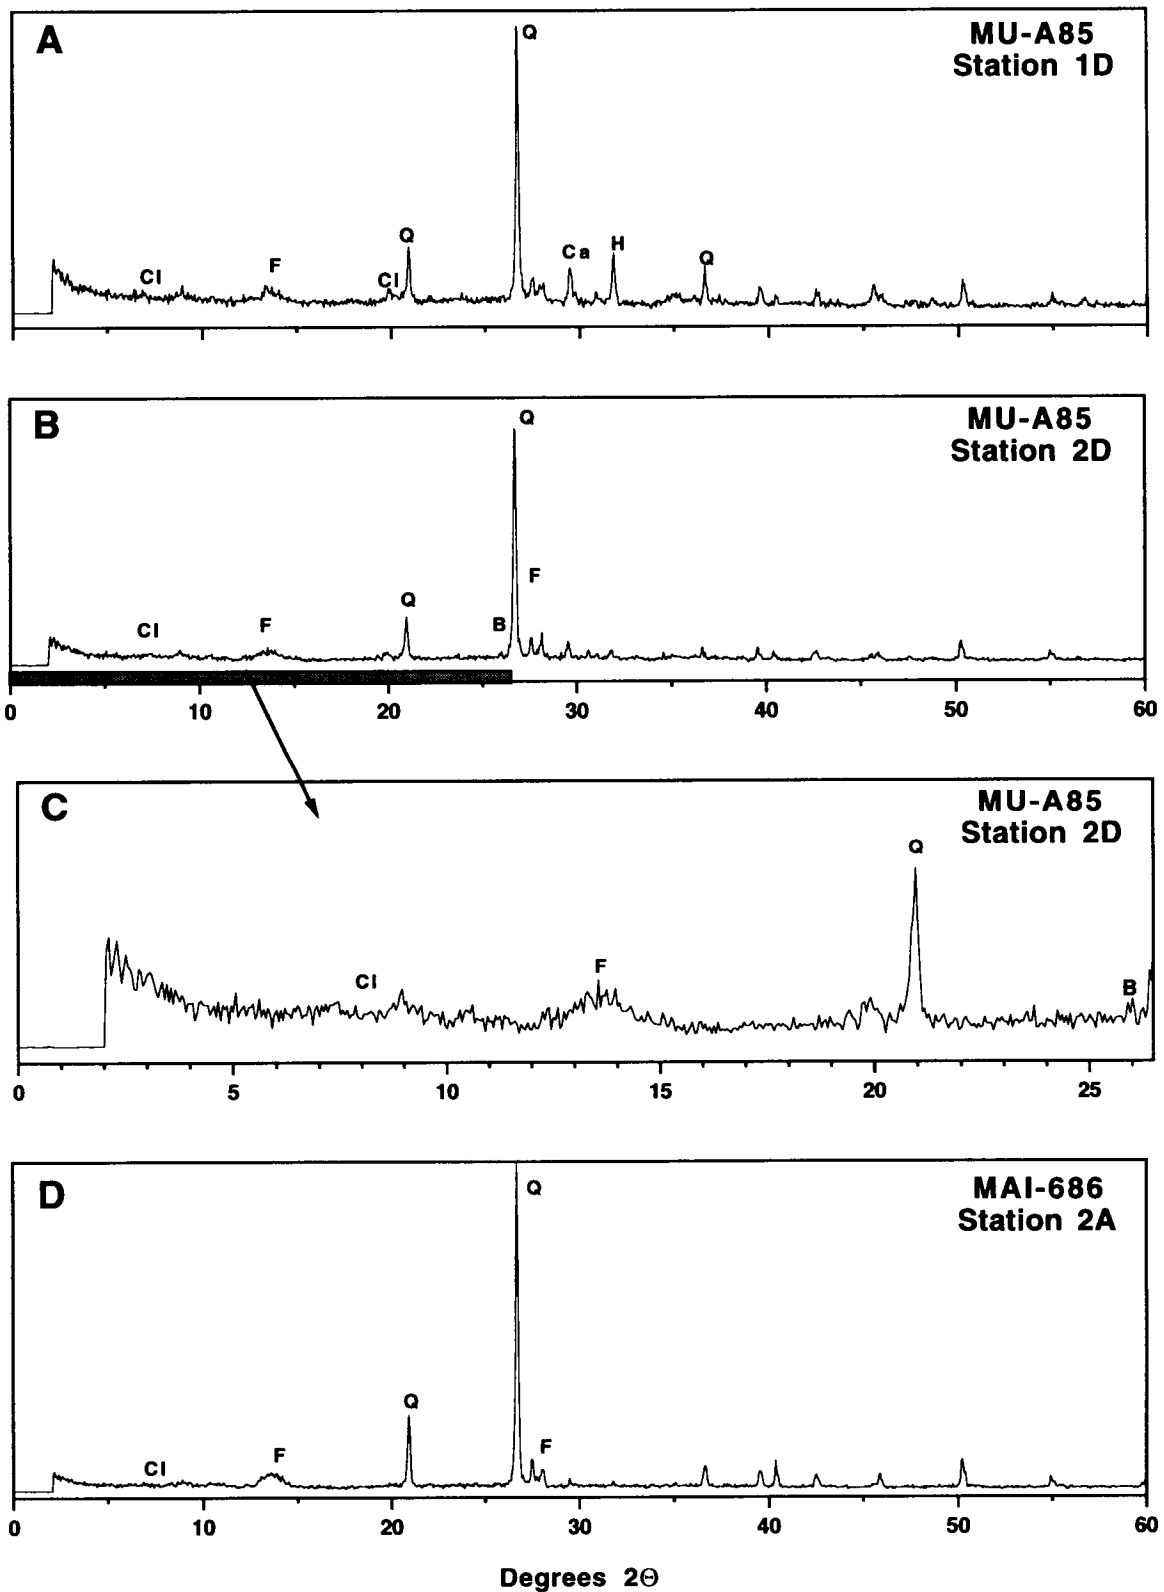 A
MU-A85
Station 1D
Q
Cl
F
Cl
Q
Ca
H
Q
B
MU-A85
Station 2D
Q
Cl
F
Q
B
F
0 10 20 30 40 50 60
C
MU-A85
Station 2D
Cl
F
Q
B
0 5 10 15 20 25
D
MAI-686
Station 2A
Q
Cl
F
Q
F
0 10 20 30 40 50 60
Degrees 2Θ